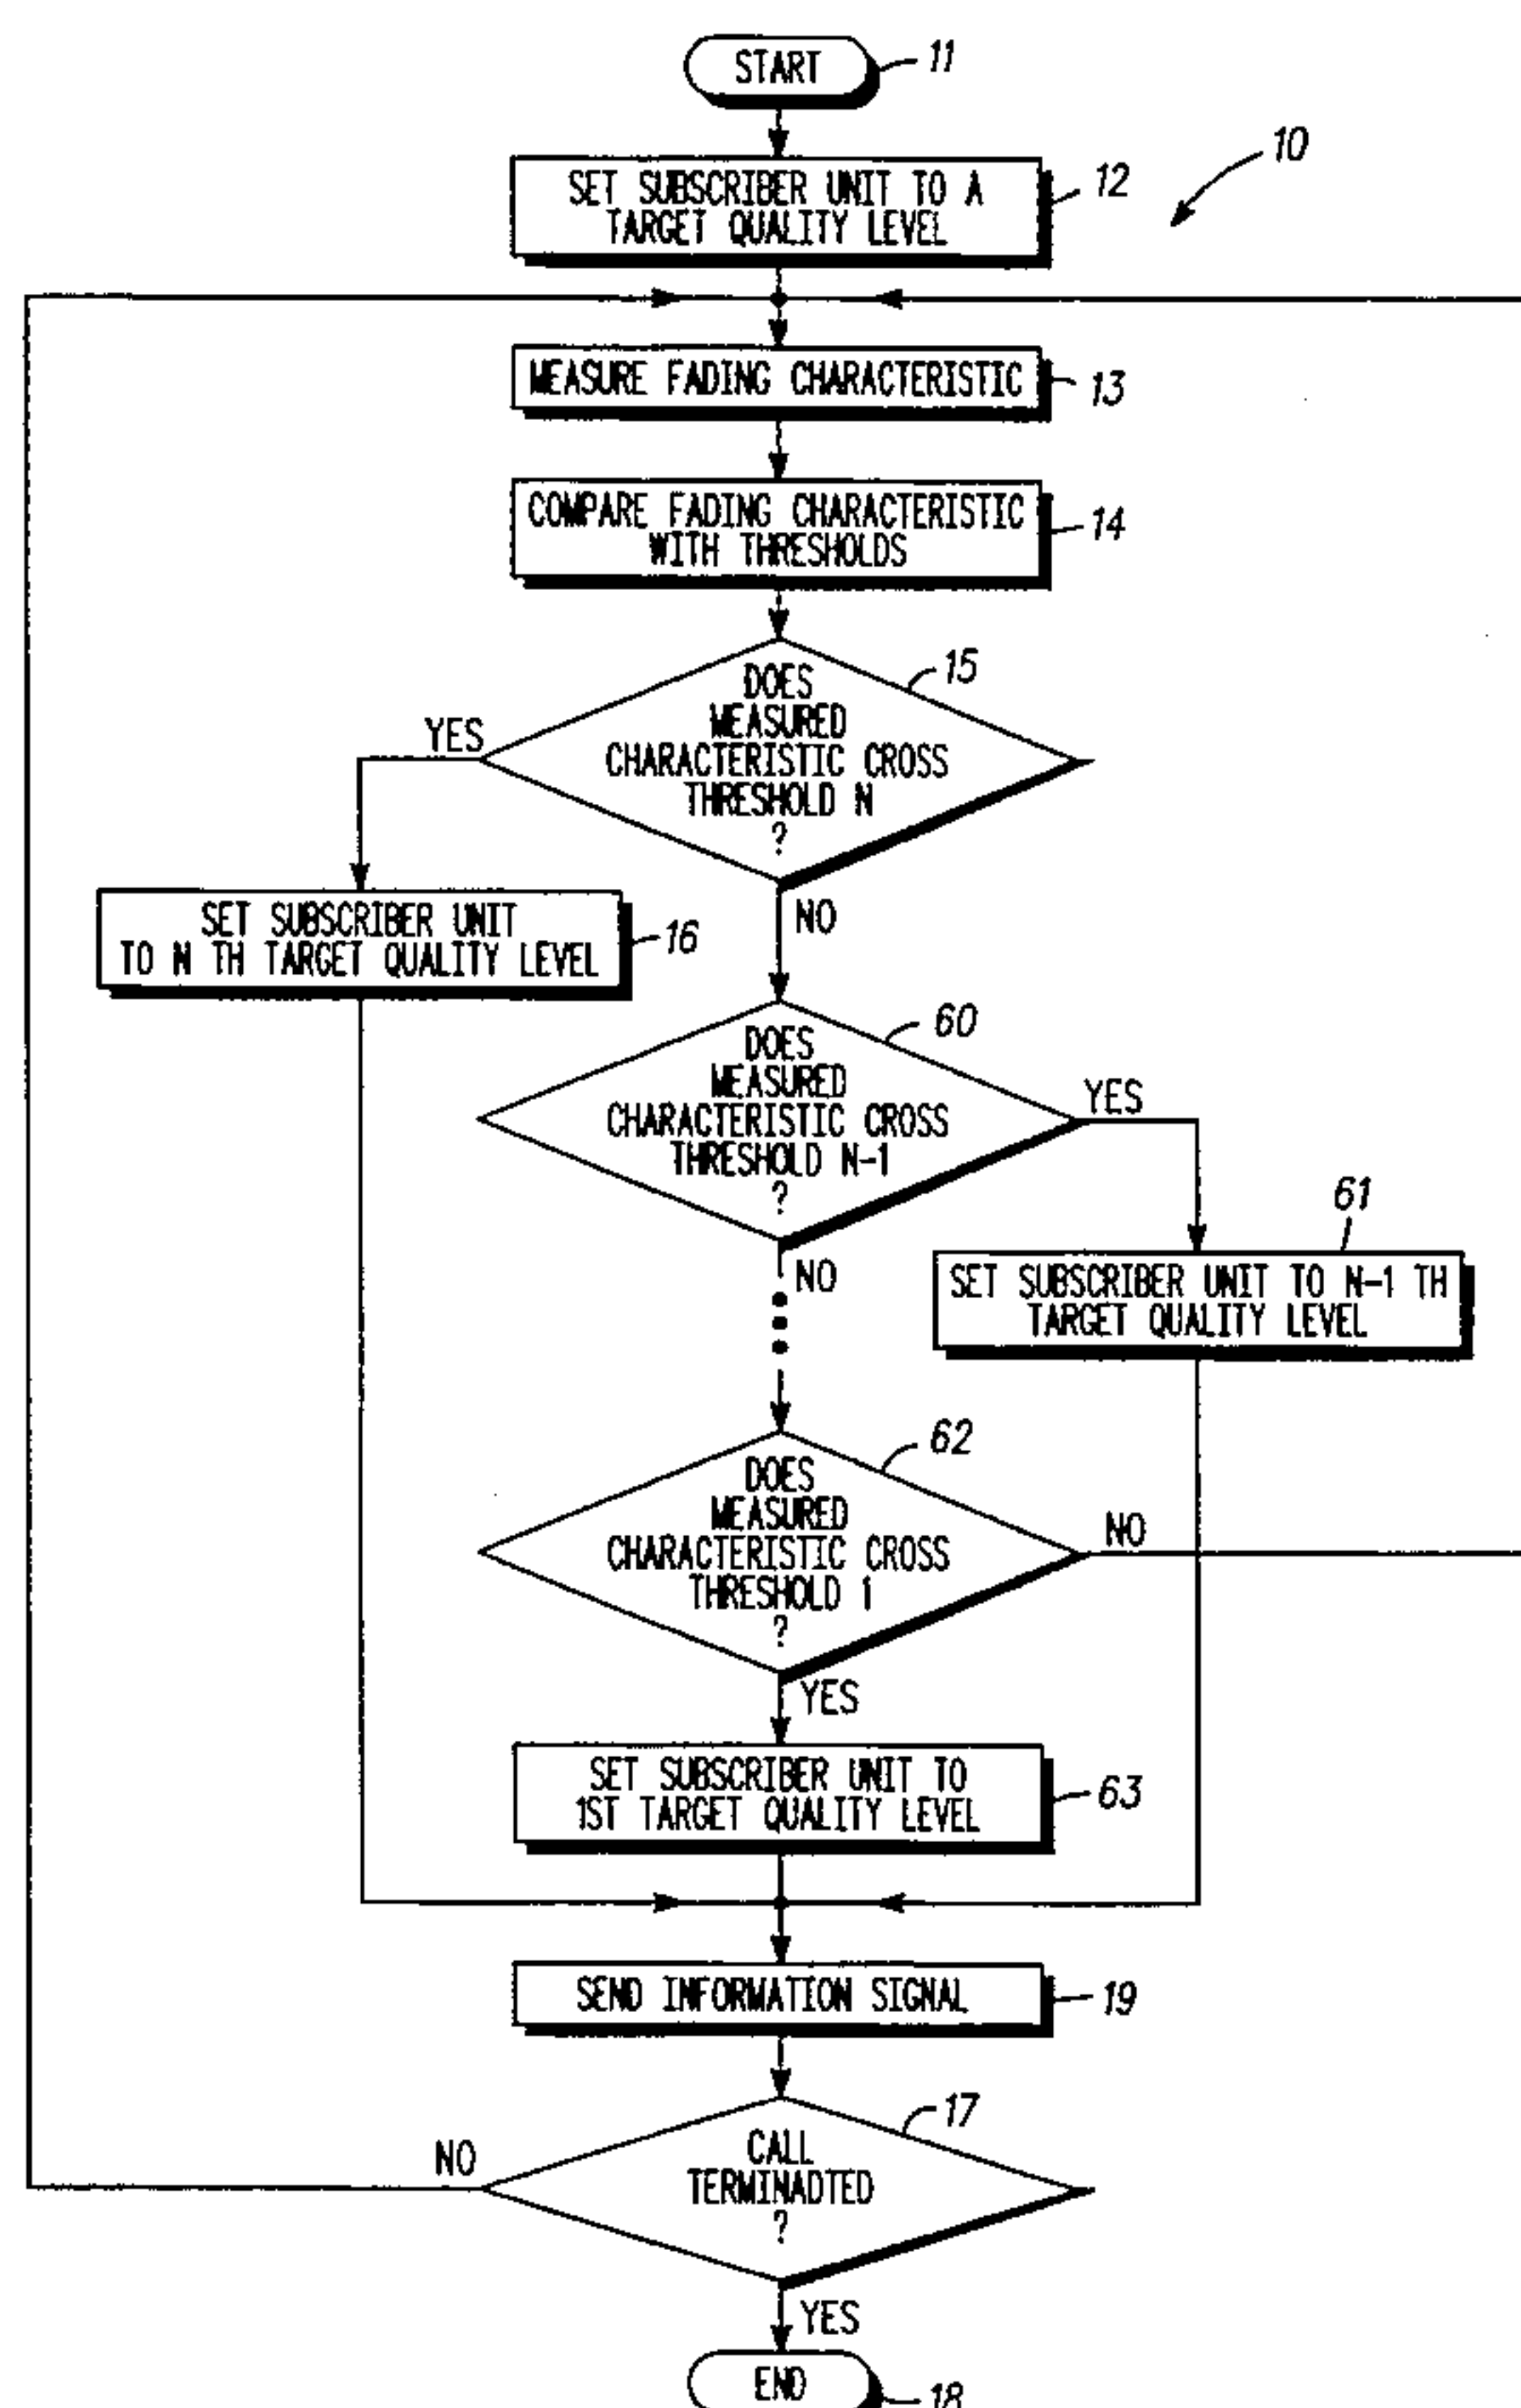 START
11
10
SET SUBSCRIBER UNIT TO A
TARGET QUALITY LEVEL
12
MEASURE FADING CHARACTERISTIC
13
COMPARE FADING CHARACTERISTIC
WITH THRESHOLDS
14
DOES
MEASURED
CHARACTERISTIC CROSS
THRESHOLD N
?
15
YES
NO
SET SUBSCRIBER UNIT
TO N TH TARGET QUALITY LEVEL
16
DOES
MEASURED
CHARACTERISTIC CROSS
THRESHOLD N-1
?
60
YES
NO
61
SET SUBSCRIBER UNIT TO N-1 TH
TARGET QUALITY LEVEL
DOES
MEASURED
CHARACTERISTIC CROSS
THRESHOLD 1
?
62
NO
YES
SET SUBSCRIBER UNIT TO
1ST TARGET QUALITY LEVEL
63
SEND INFORMATION SIGNAL
19
CALL
TERMINADTED
?
17
NO
YES
END
18